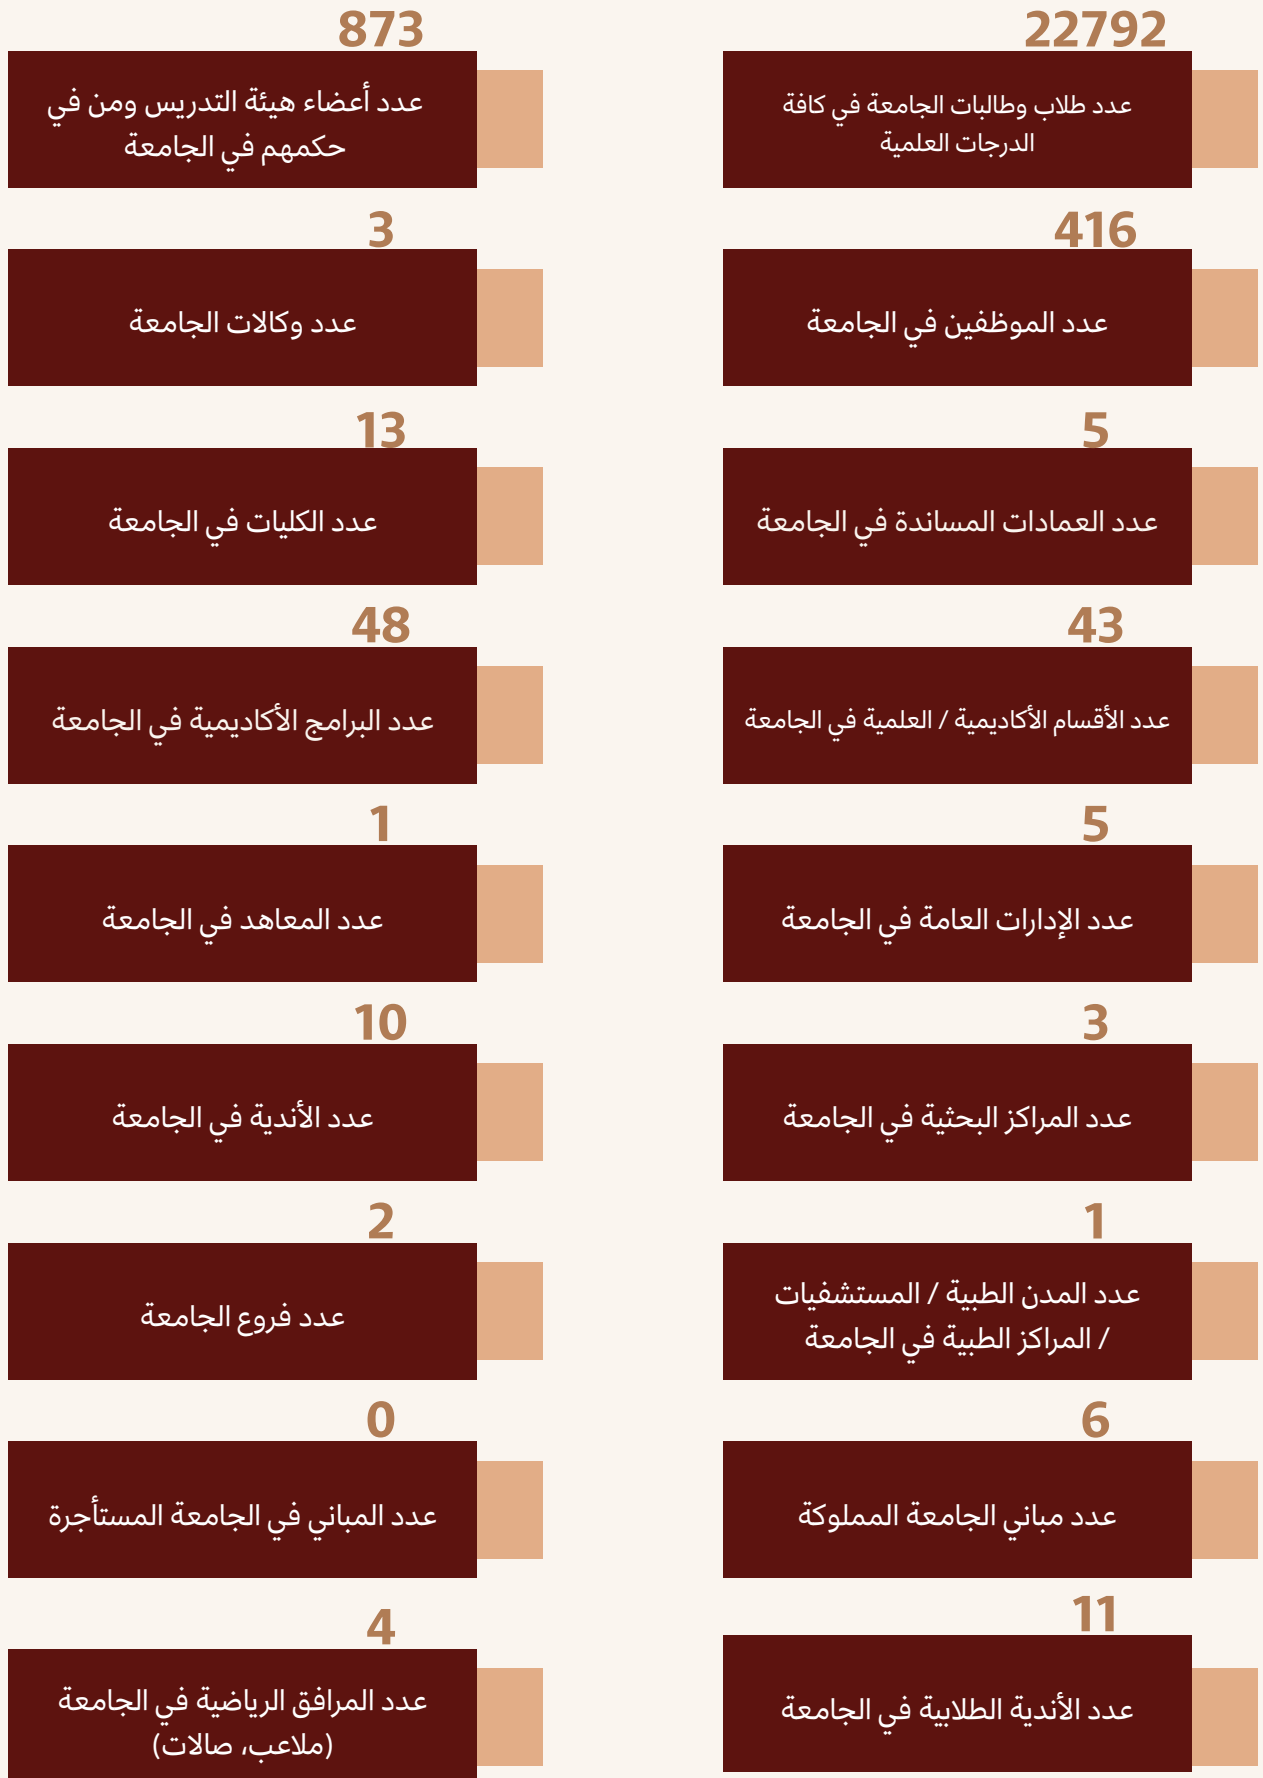 22792
عدد طلاب وطالبات الجامعة في كافة
الدرجات العلمية
873
عدد أعضاء هيئة التدريس ومن في
حكمهم في الجامعة
416
عدد الموظفين في الجامعة
3
عدد وكالات الجامعة
5
عدد العمادات المساندة في الجامعة
13
عدد الكليات في الجامعة
43
عدد الأقسام الأكاديمية / العلمية في الجامعة
48
عدد البرامج الأكاديمية في الجامعة
5
عدد الإدارات العامة في الجامعة
1
عدد المعاهد في الجامعة
3
عدد المراكز البحثية في الجامعة
10
عدد الأندية في الجامعة
1
عدد المدن الطبية / المستشفيات
/ المراكز الطبية في الجامعة
2
عدد فروع الجامعة
6
عدد مباني الجامعة المملوكة
0
عدد المباني في الجامعة المستأجرة
11
عدد الأندية الطلابية في الجامعة
4
عدد المرافق الرياضية في الجامعة
(ملاعب، صالات)